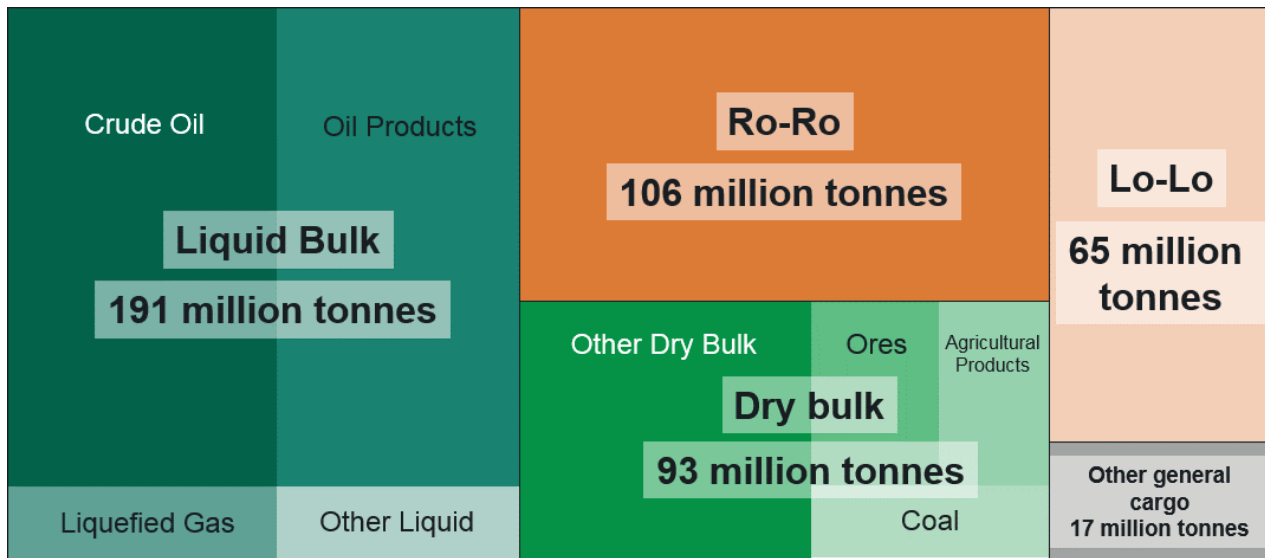 Crude Oil
Oil Products
Liquid Bulk
191 million tonnes
Liquefied Gas
Other Liquid
Ro-Ro
106 million tonnes
Other Dry Bulk
Ores
Agricultural
Products
Dry bulk
93 million tonnes
Coal
Lo-Lo
65 million
tonnes
Other general
cargo
17 million tonnes